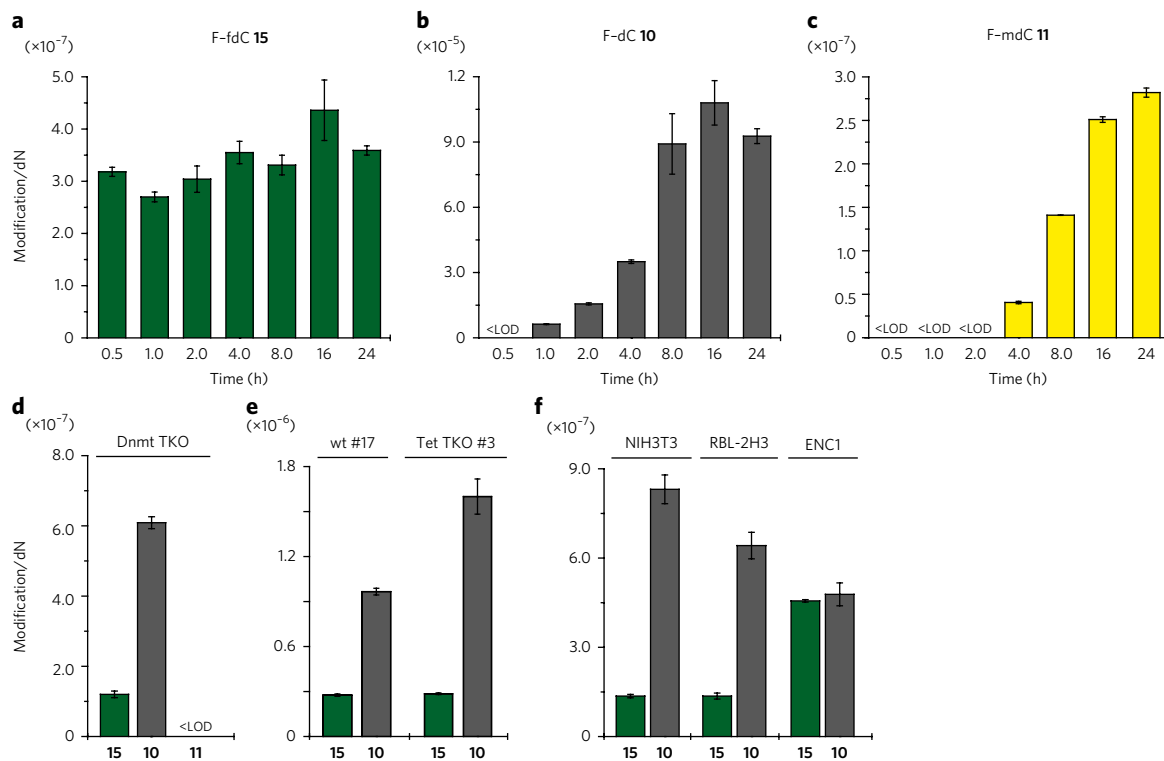 a
F–fdC 15
(×10⁻⁷)
5.0
4.0
3.0
2.0
1.0
0
Modification/dN
0.5 1.0 2.0 4.0 8.0 16 24
Time (h)
b
F–dC 10
(×10⁻⁵)
1.2
9.0
6.0
3.0
0
<LOD
0.5 1.0 2.0 4.0 8.0 16 24
Time (h)
c
F–mdC 11
(×10⁻⁷)
3.0
2.5
2.0
1.5
0.5
0
<LOD <LOD <LOD
0.5 1.0 2.0 4.0 8.0 16 24
Time (h)
d
(×10⁻⁷)
Dnmt TKO
8.0
6.0
4.0
2.0
0
Modification/dN
<LOD
15 10 11
e
(×10⁻⁶)
wt #17 Tet TKO #3
1.8
1.2
0.6
0
15 10 15 10
f
(×10⁻⁷)
NIH3T3 RBL-2H3 ENC1
9.0
6.0
3.0
0
15 10 15 10 15 10